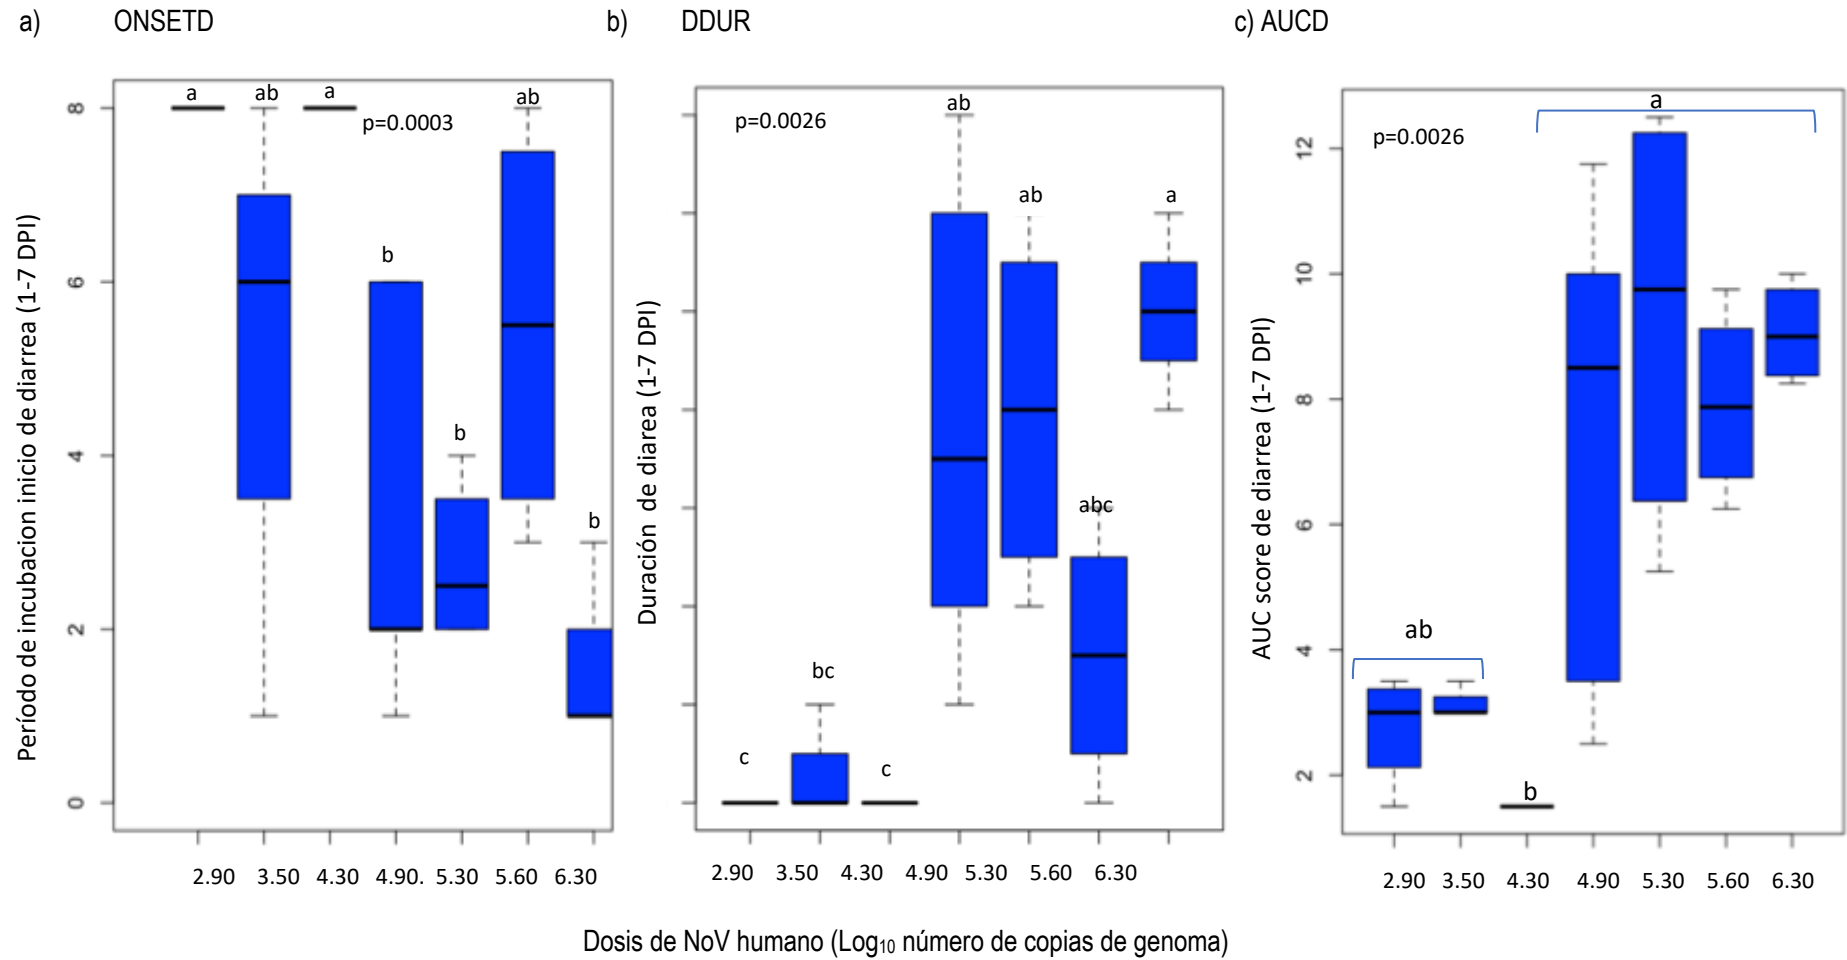 a) ONSETD
b) DDUR
c) AUCD
Período de incubacion inicio de diarrea (1-7 DPI)
8
6
4
2
0
a
ab
a
p=0.0003
b
b
ab
b
2.90 3.50 4.30 4.90. 5.30 5.60 6.30
Duración de diarea (1-7 DPI)
p=0.0026
c
bc
c
ab
ab
abc
a
2.90 3.50 4.30 4.90 5.30 5.60 6.30
AUC score de diarrea (1-7 DPI)
12
10
8
6
4
2
p=0.0026
a
ab
b
2.90 3.50 4.30 4.90 5.30 5.60 6.30
Dosis de NoV humano (Log10 número de copias de genoma)